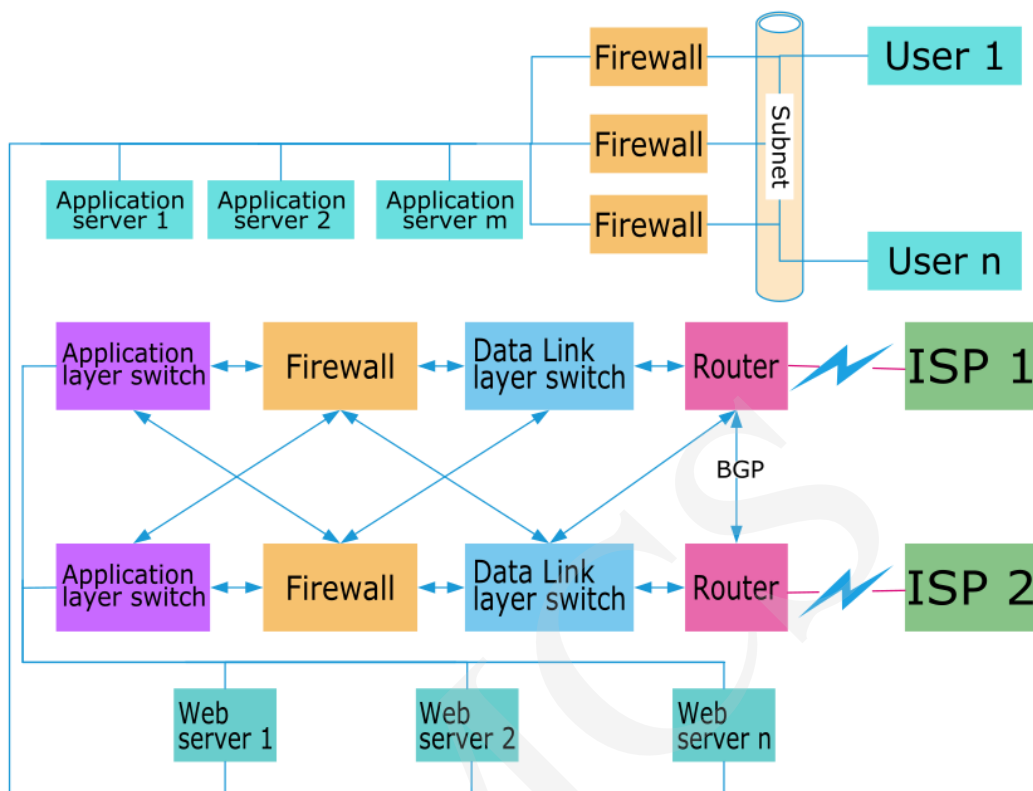 Firewall
User 1
Firewall
Subnet
Application
server 1
Application
server 2
Application
server m
Firewall
User n
Application
layer switch
Firewall
Data Link
layer switch
Router
ISP 1
BGP
Application
layer switch
Firewall
Data Link
layer switch
Router
ISP 2
Web
server 1
Web
server 2
Web
server n